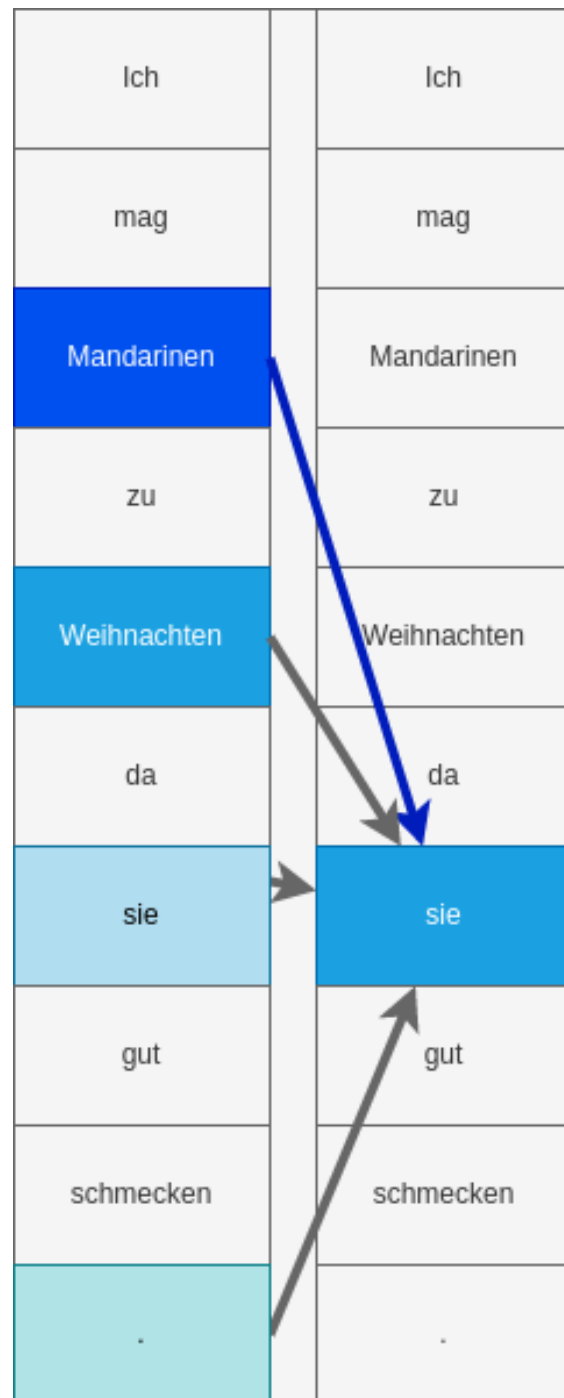 Ich Ich
mag mag
Mandarinen Mandarinen
zu zu
Weihnachten Weihnachten
da da
sie sie
gut gut
schmecken schmecken
. .